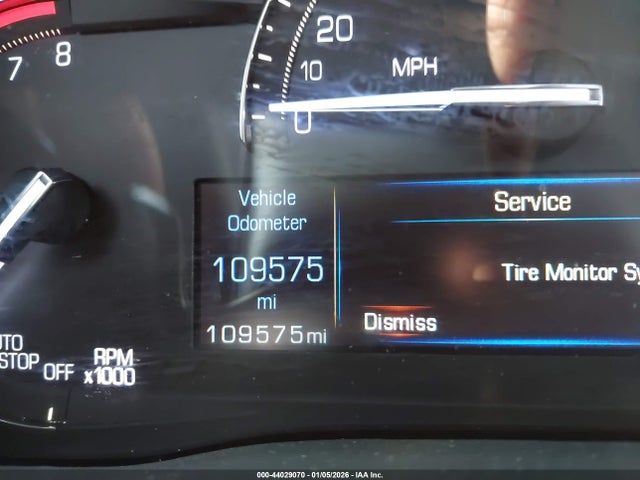 20
10
MPH
0
7
8
Vehicle
Odometer
109575
mi
109575mi
Service
Tire Monitor Sy
Dismiss
STOP
OFF
RPM
x1000
000-44029070 - 01/05/2026 - IAA Inc.